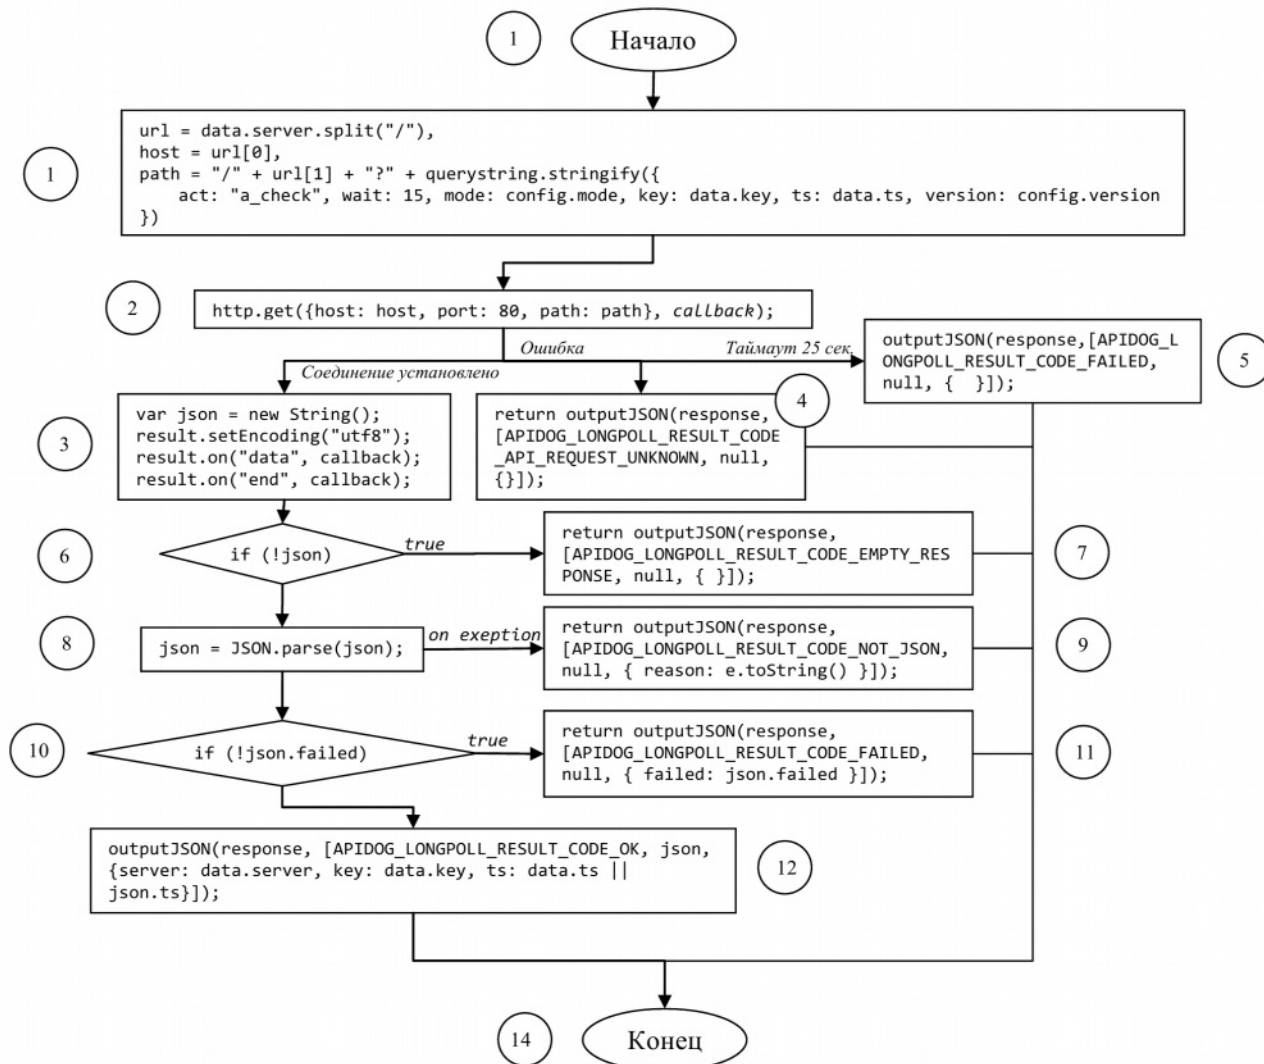 1
Начало
1
url = data.server.split("/"),
host = url[0],
path = "/" + url[1] + "?" + querystring.stringify({
act: "a_check", wait: 15, mode: config.mode, key: data.key, ts: data.ts, version: config.version
})
2
http.get({host: host, port: 80, path: path}, callback);
Ошибка
Таймаут 25 сек.
Соединение установлено
outputJSON(response,[APIDOG_L
ONGPOLL_RESULT_CODE_FAILED,
null, {  }]);
5
3
var json = new String();
result.setEncoding("utf8");
result.on("data", callback);
result.on("end", callback);
return outputJSON(response,
[APIDOG_LONGPOLL_RESULT_CODE
_API_REQUEST_UNKNOWN, null,
{}]);
4
6
if (!json)
true
return outputJSON(response,
[APIDOG_LONGPOLL_RESULT_CODE_EMPTY_RES
PONSE, null, { }]);
7
8
json = JSON.parse(json);
on exeption
return outputJSON(response,
[APIDOG_LONGPOLL_RESULT_CODE_NOT_JSON,
null, { reason: e.toString() }]);
9
10
if (!json.failed)
true
return outputJSON(response,
[APIDOG_LONGPOLL_RESULT_CODE_FAILED,
null, { failed: json.failed }]);
11
outputJSON(response, [APIDOG_LONGPOLL_RESULT_CODE_OK, json,
{server: data.server, key: data.key, ts: data.ts ||
json.ts}]);
12
14
Конец